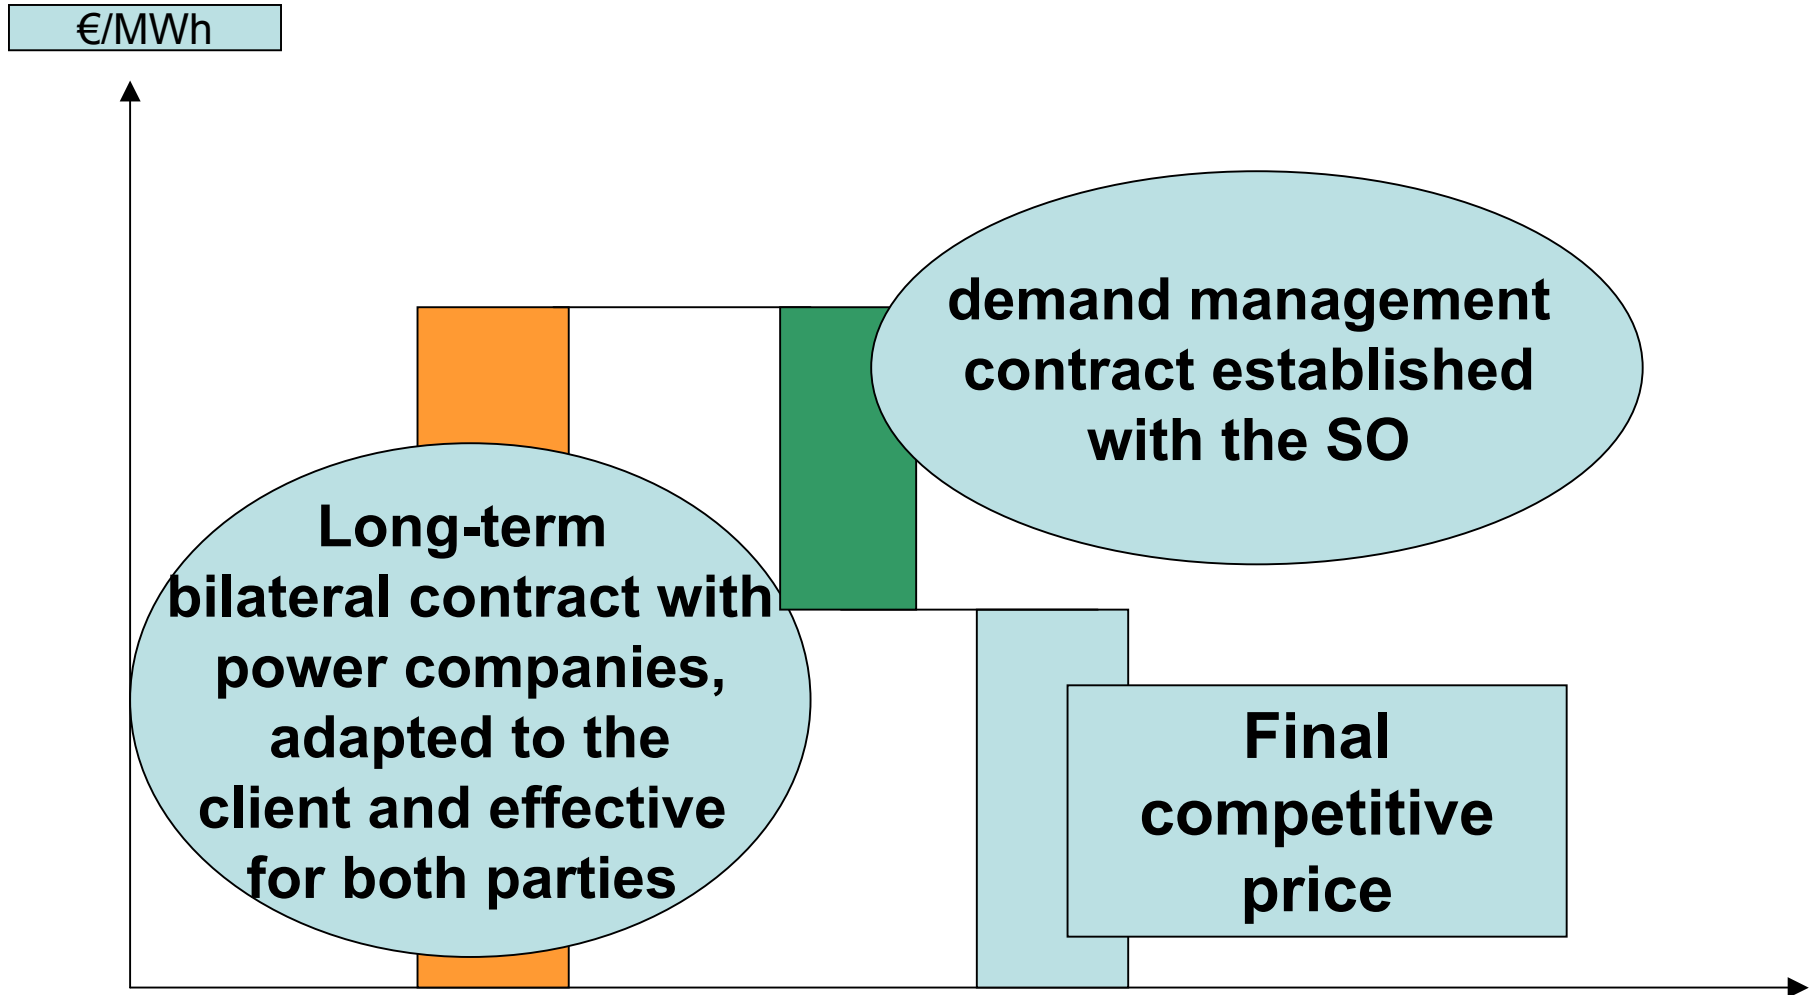 €/MWh
demand management
contract established
with the SO
Long-term
bilateral contract with
power companies,
adapted to the
client and effective
for both parties
Final
competitive
price